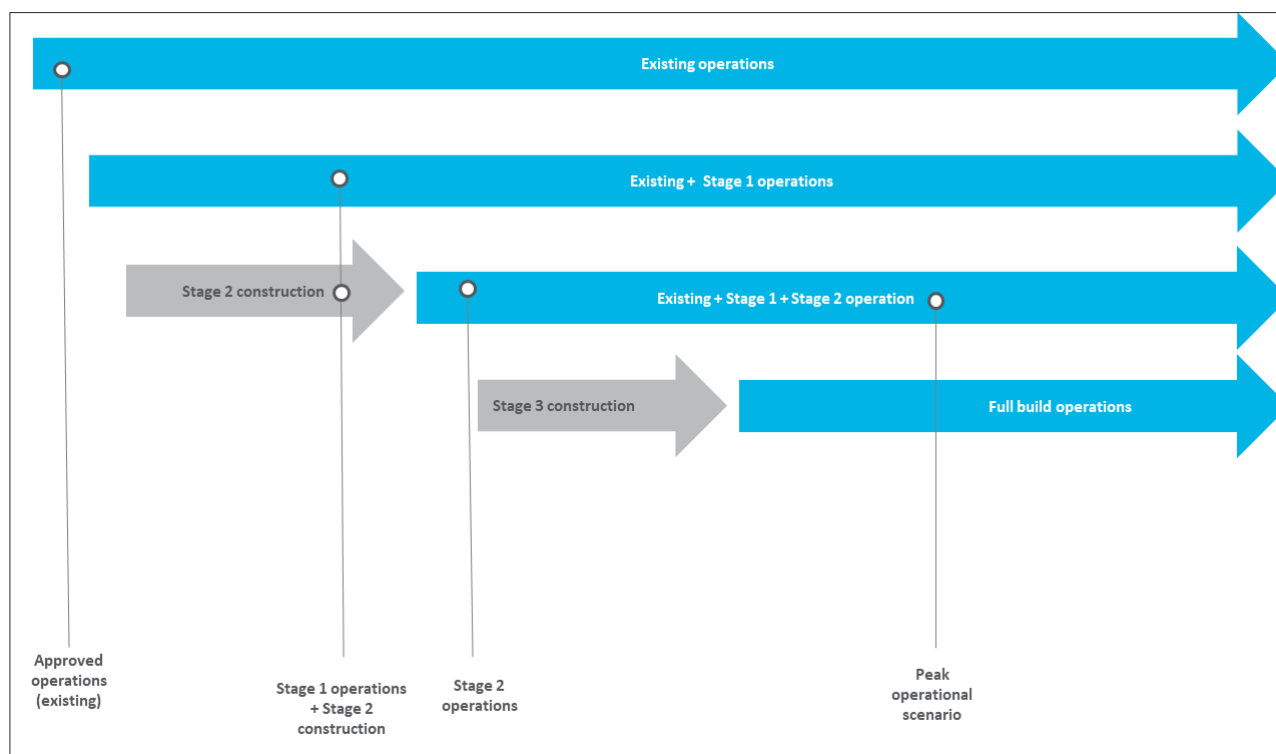 Existing operations
Existing + Stage 1 operations
Stage 2 construction
Existing + Stage 1 + Stage 2 operation
Stage 3 construction
Full build operations
Approved
operations
(existing)
Stage 1 operations
+ Stage 2
construction
Stage 2
operations
Peak
operational
scenario